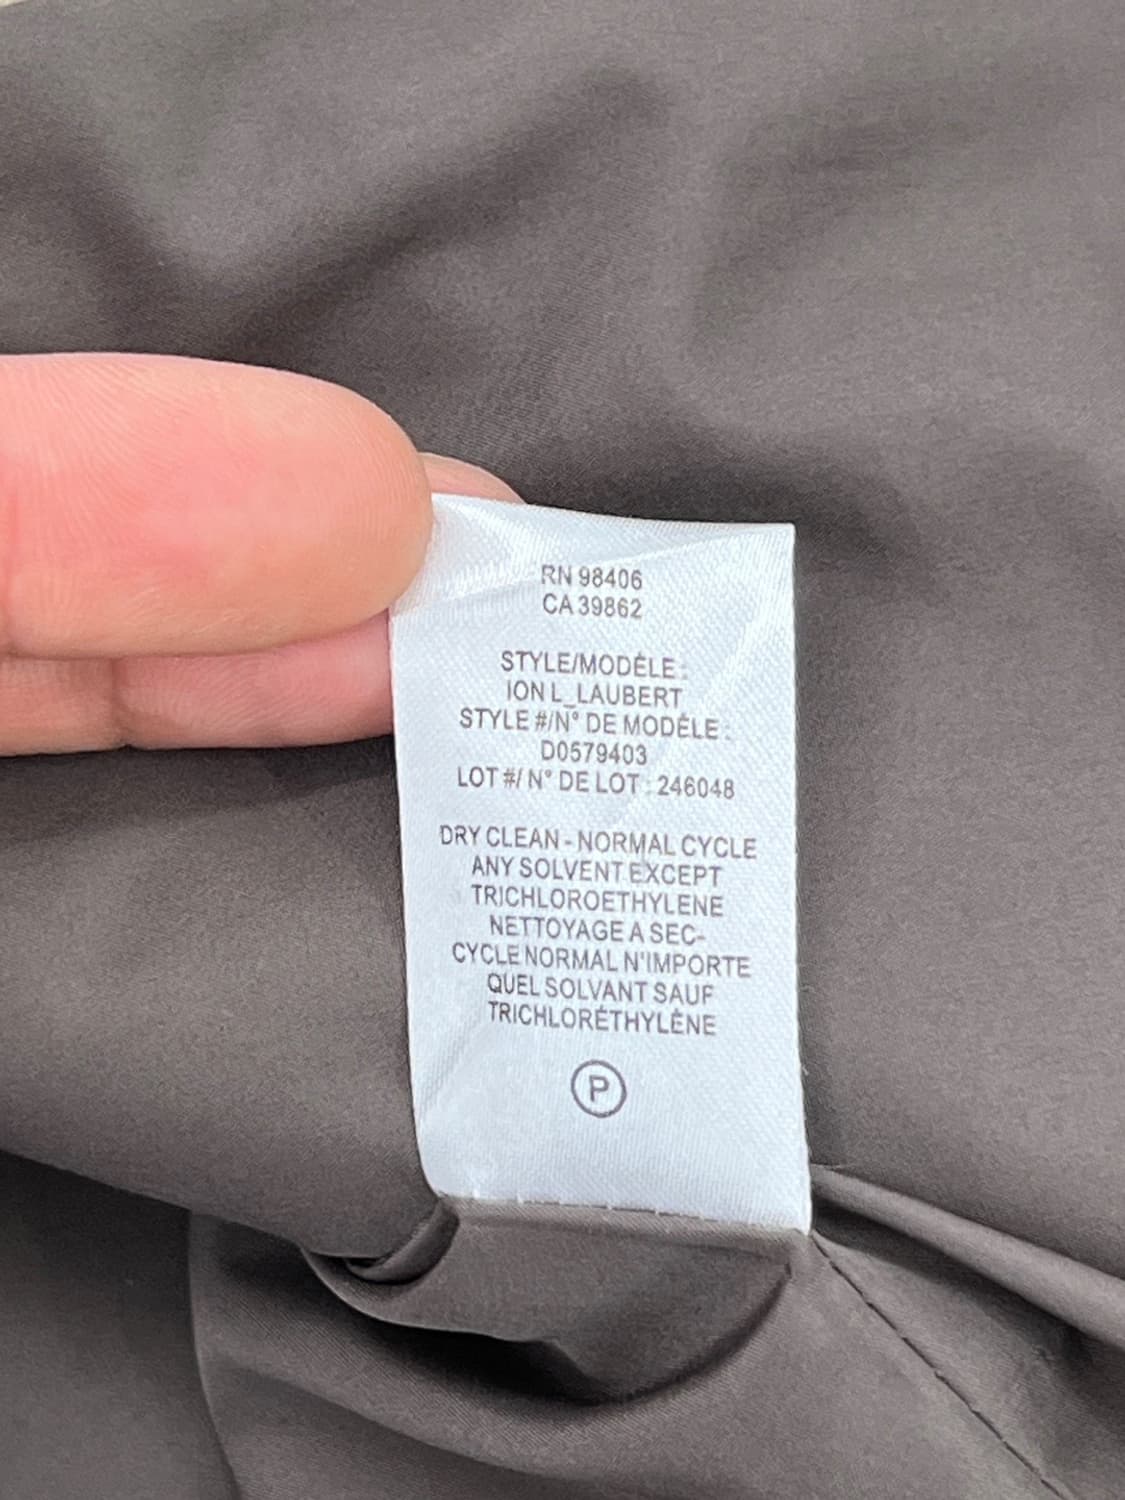 RN 98406
CA 39862
STYLE/MODÈLE :
ION L_LAUBERT
STYLE #/N° DE MODÈLE :
D0579403
LOT #/ N° DE LOT : 246048
DRY CLEAN - NORMAL CYCLE
ANY SOLVENT EXCEPT
TRICHLOROETHYLENE
NETTOYAGE A SEC-
CYCLE NORMAL N'IMPORTE
QUEL SOLVANT SAUF
TRICHLORÉTHYLÈNE
P